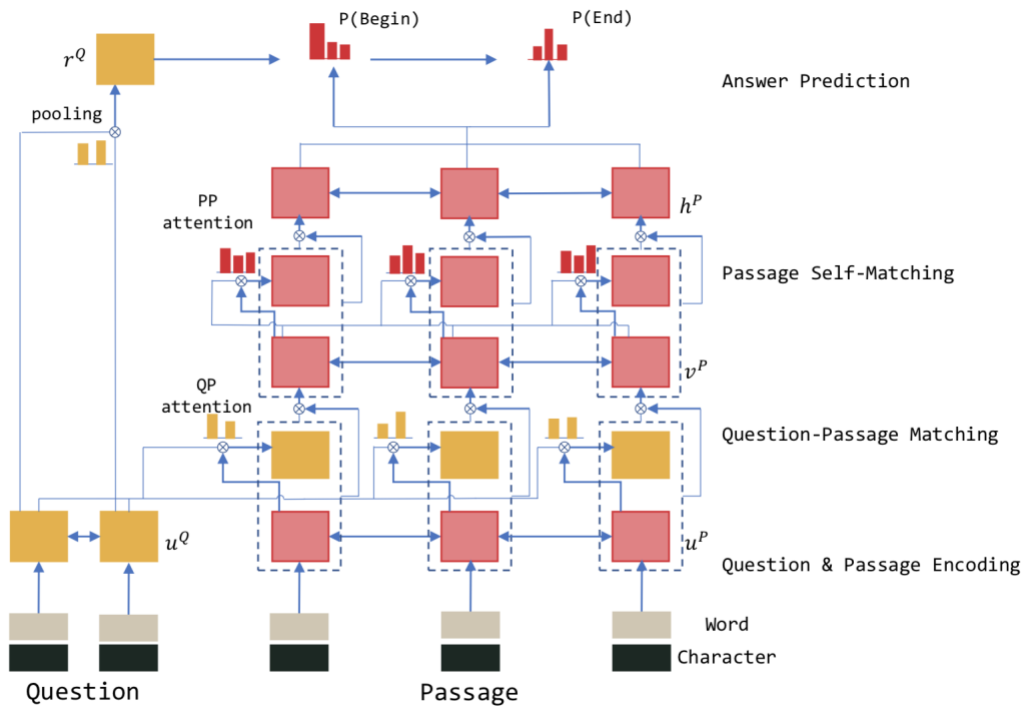 P(Begin)
P(End)
r^Q
Answer Prediction
pooling
PP
attention
h^P
Passage Self-Matching
v^P
QP
attention
Question-Passage Matching
u^Q
u^P
Question & Passage Encoding
Word
Character
Question
Passage